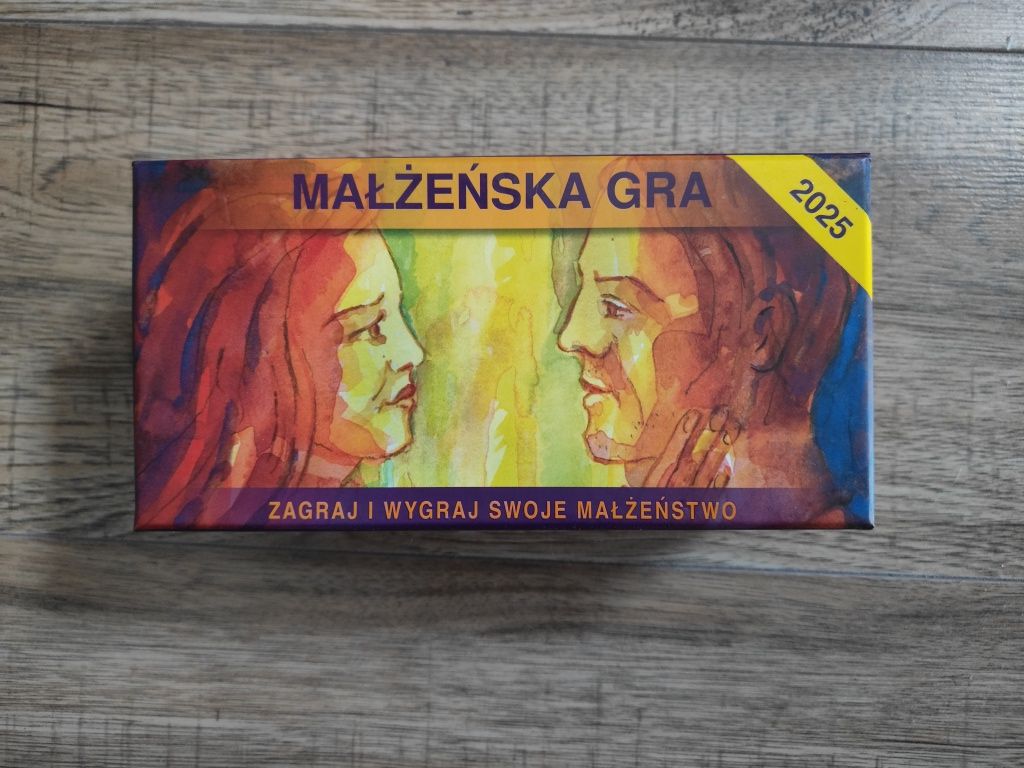 MAŁŻEŃSKA GRA
2025
ZAGRAJ I WYGRAJ SWOJE MAŁŻEŃSTWO